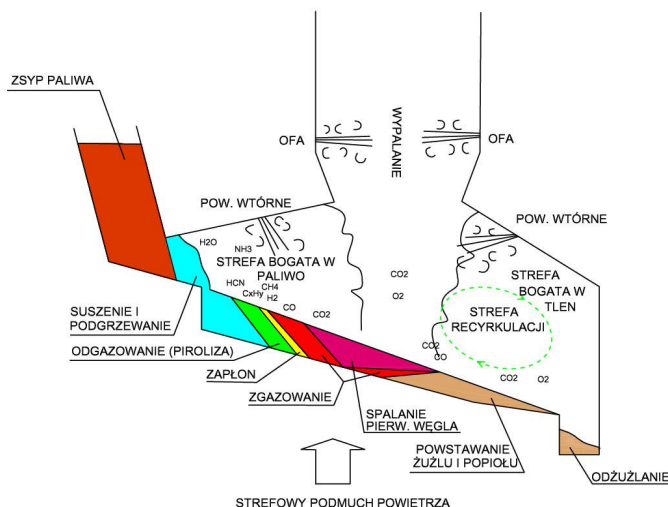 ZSYP PALIWA
OFA
WYPALANIE
OFA
POW. WTÓRNE
POW. WTÓRNE
H2O
NH3
STREFA BOGATA W
PALIWO
HCN
CH4
CxHy
H2
CO
CO2
CO2
O2
STREFA
BOGATA W
TLEN
STREFA
RECYRKULACJI
CO2
CO
CO2
O2
SUSZENIE I
PODGRZEWANIE
ODGAZOWANIE (PIROLIZA)
ZAPŁON
ZGAZOWANIE
SPALANIE
PIERW. WĘGLA
POWSTAWANIE
ŻUŻLU I POPIOŁU
ODŻUŻLANIE
STREFOWY PODMUCH POWIETRZA